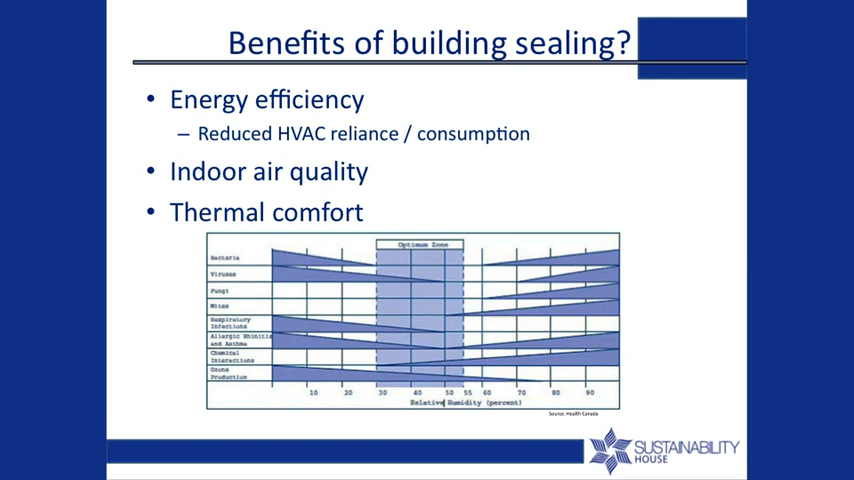 Benefits of building sealing?
• Energy efficiency
– Reduced HVAC reliance / consumption
• Indoor air quality
• Thermal comfort
Optimum Zone
Bacteria
Viruses
Fungi
Mites
Respiratory
Infections
Allergic Rhinitis
and Asthma
Chemical
Interactions
Ozone
Production
10 20 30 40 50 55 60 70 80 90
Relative Humidity (percent)
Source: Health Canada
SUSTAINABILITY
HOUSE